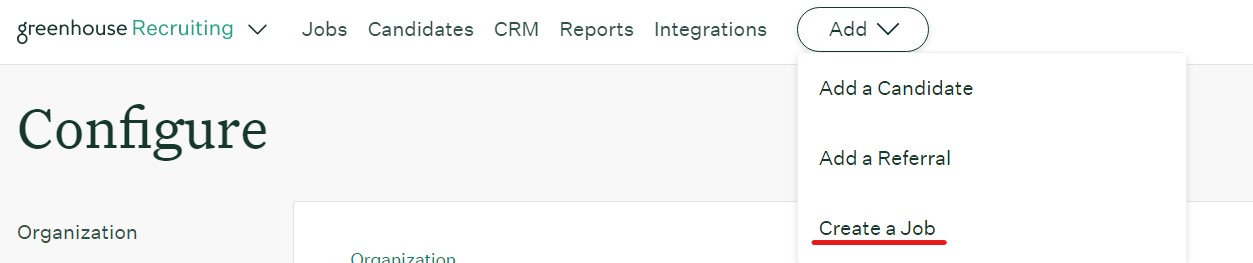 greenhouse Recruiting Jobs Candidates CRM Reports Integrations Add
Add a Candidate
Configure
Add a Referral
Organization
Create a Job
Organization